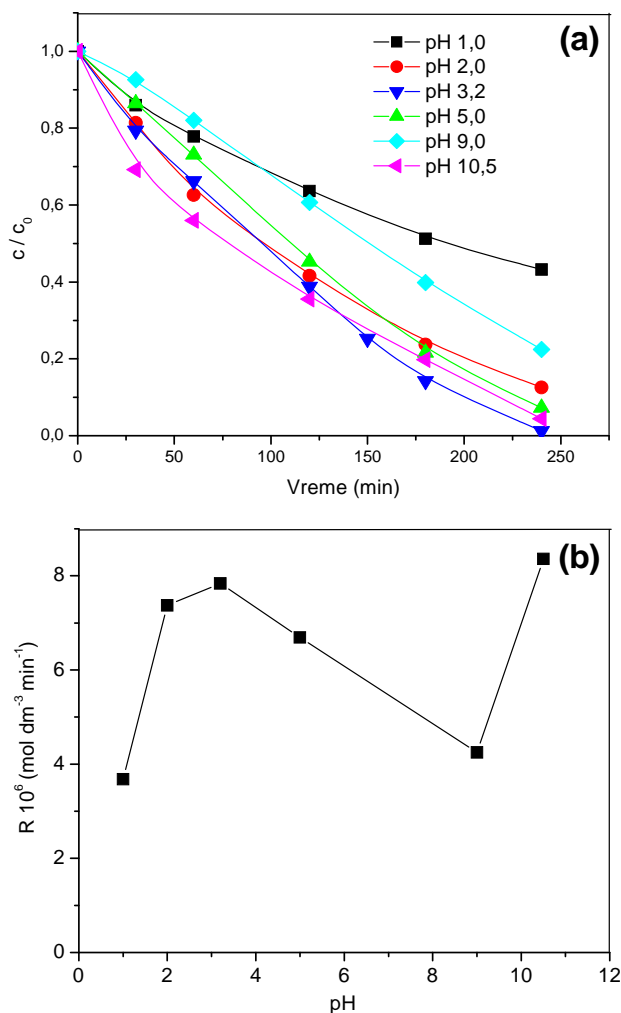 (a)
pH 1,0
pH 2,0
pH 3,2
pH 5,0
pH 9,0
pH 10,5
1,0
0,8
0,6
0,4
0,2
0,0
c / c0
0 50 100 150 200 250
Vreme (min)
(b)
8
6
4
2
0
R 10^6 (mol dm^-3 min^-1)
0 2 4 6 8 10 12
pH